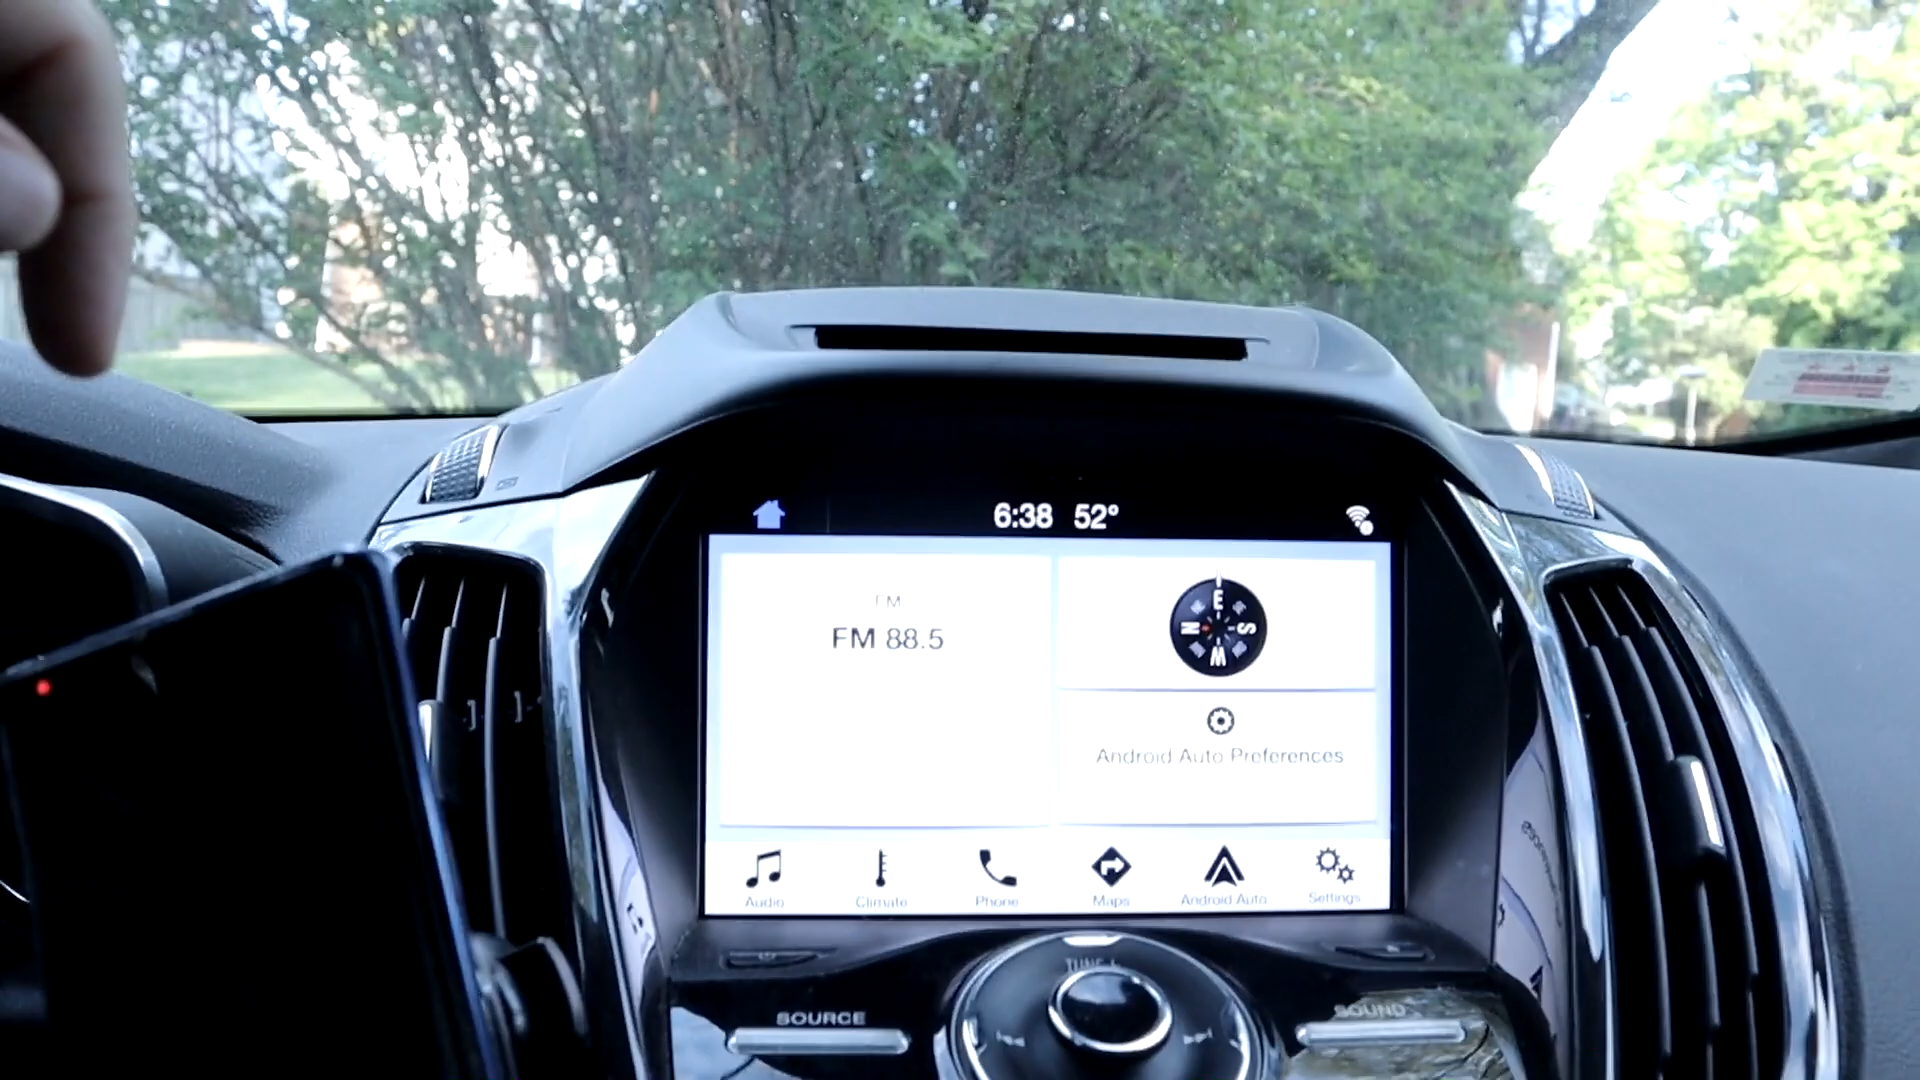 6:38 52°
FM
FM 88.5
E
N S
W
Android Auto Preferences
Audio Climate Phone Maps Android Auto Settings
TUNE
SOURCE
SOUND